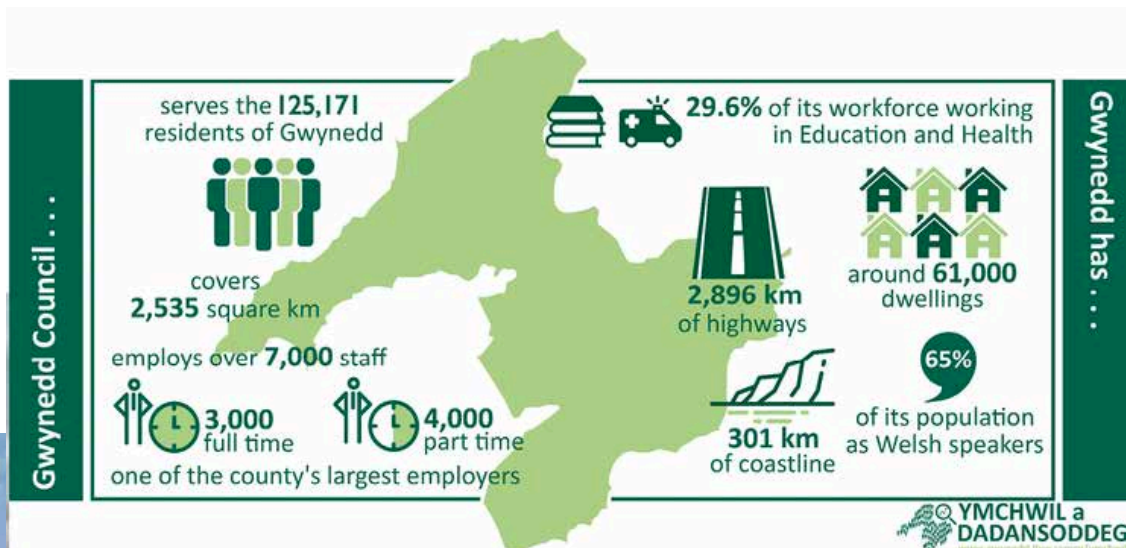 Gwynedd Council . . .
serves the 125,171
residents of Gwynedd
covers
2,535 square km
employs over 7,000 staff
3,000
full time
4,000
part time
one of the county's largest employers
Gwynedd has . . .
29.6% of its workforce working
in Education and Health
2,896 km
of highways
around 61,000
dwellings
301 km
of coastline
65%
of its population
as Welsh speakers
YMCHWIL a
DADANSODDEG